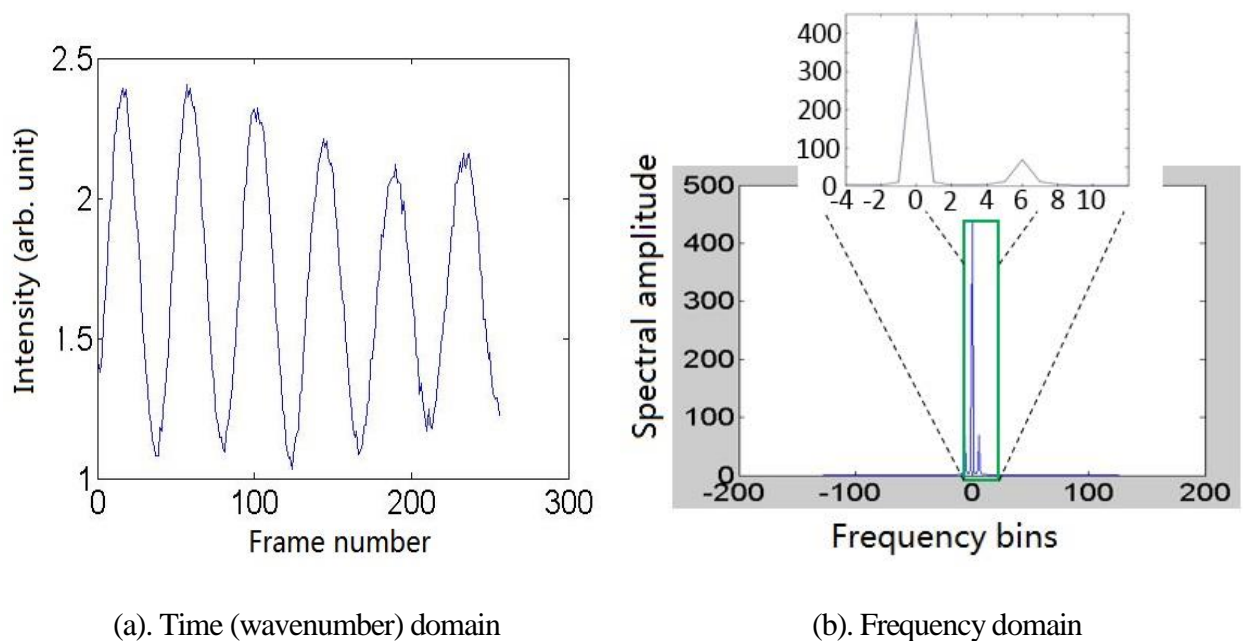 2.5
2
1.5
1
0 100 200 300
Intensity (arb. unit)
Frame number
450
400
300
200
100
0
-4 -2 0 2 4 6 8 10
500
400
300
200
100
0
-200 -100 0 100 200
Spectral amplitude
Frequency bins
(a). Time (wavenumber) domain
(b). Frequency domain